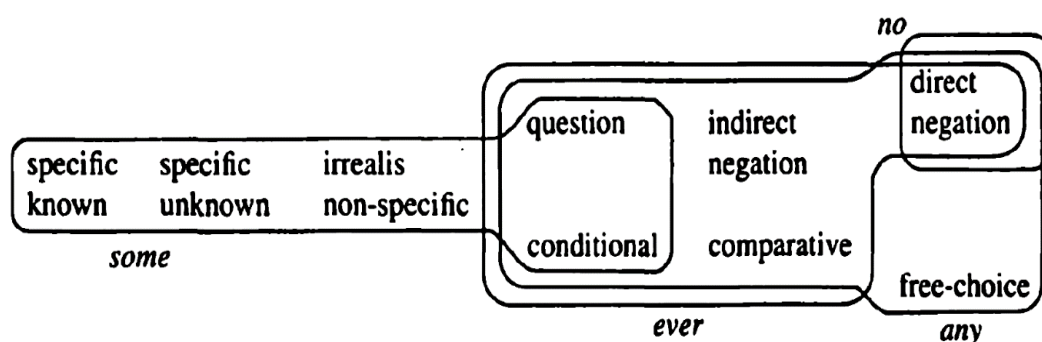 no
direct
question indirect negation
specific specific irrealis negation
known unknown non-specific
some conditional comparative
free-choice
ever any